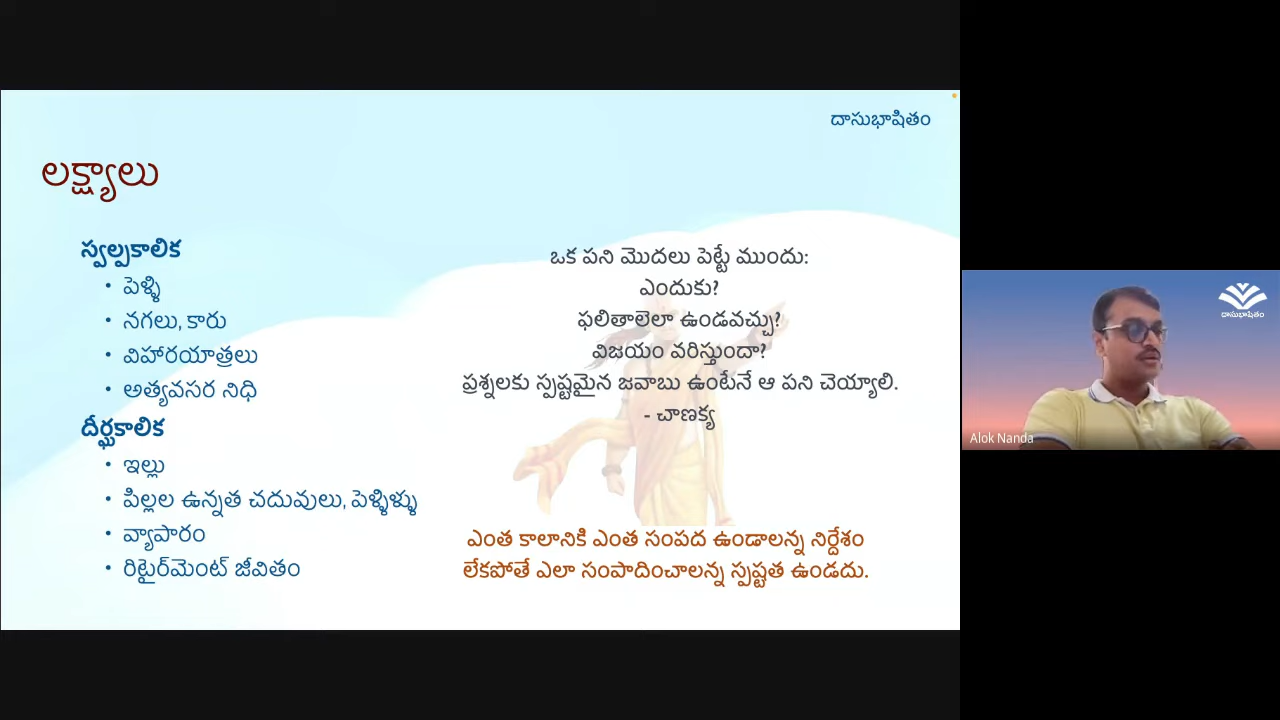 దాసుభాషితం
లక్ష్యాలు
స్వల్పకాలిక
• పెళ్ళి
• నగలు, కారు
• విహారయాత్రలు
• అత్యవసర నిధి
దీర్ఘకాలిక
• ఇల్లు
• పిల్లల ఉన్నత చదువులు, పెళ్ళిళ్ళు
• వ్యాపారం
• రిటైర్‌మెంట్ జీవితం
ఒక పని మొదలు పెట్టే ముందు:
ఎందుకు?
ఫలితాలెలా ఉండవచ్చు?
విజయం వరిస్తుందా?
ప్రశ్నలకు స్పష్టమైన జవాబు ఉంటేనే ఆ పని చెయ్యాలి.
- చాణక్య
ఎంత కాలానికి ఎంత సంపద ఉండాలన్న నిర్దేశం
లేకపోతే ఎలా సంపాదించాలన్న స్పష్టత ఉండదు.
దాసుభాషితం
Alok Nanda